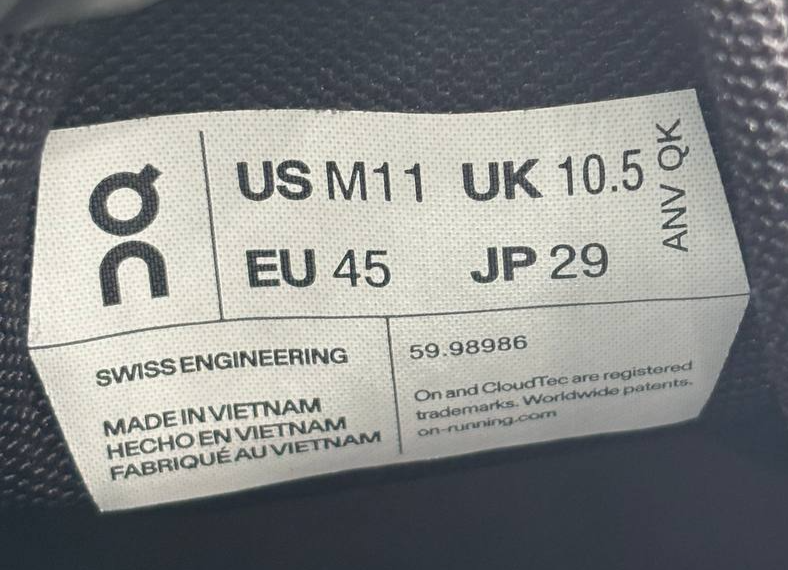 On
US M11 UK 10.5
EU 45 JP 29
ANV QK
SWISS ENGINEERING
MADE IN VIETNAM
HECHO EN VIETNAM
FABRIQUÉ AU VIETNAM
59.98986
On and CloudTec are registered
trademarks. Worldwide patents.
on-running.com